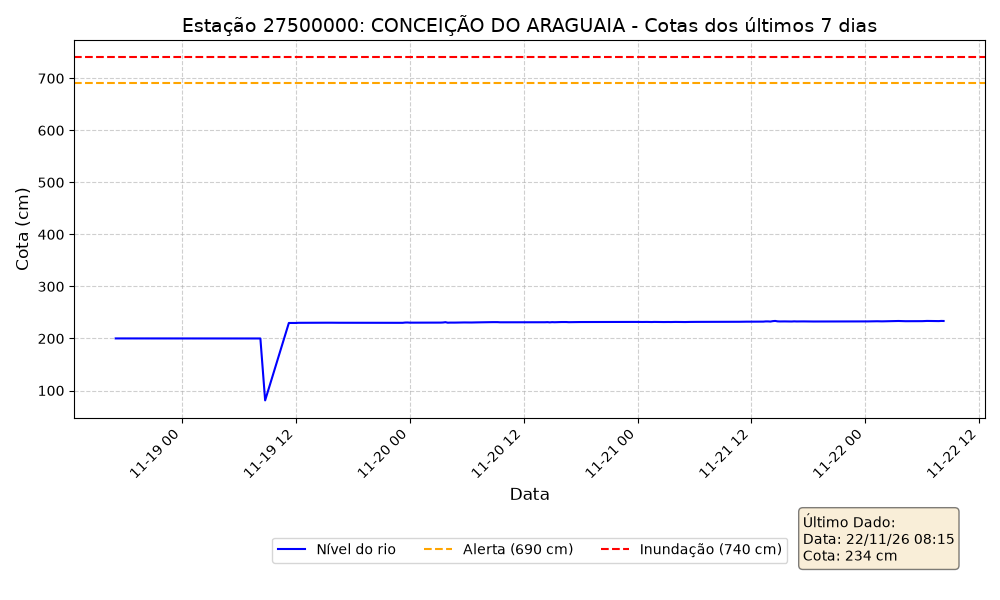 Estação 27500000: CONCEIÇÃO DO ARAGUAIA - Cotas dos últimos 7 dias
Cota (cm)
700
600
500
400
300
200
100
11-19 00
11-19 12
11-20 00
11-20 12
11-21 00
11-21 12
11-22 00
11-22 12
Data
Nível do rio
Alerta (690 cm)
Inundação (740 cm)
Último Dado:
Data: 22/11/26 08:15
Cota: 234 cm